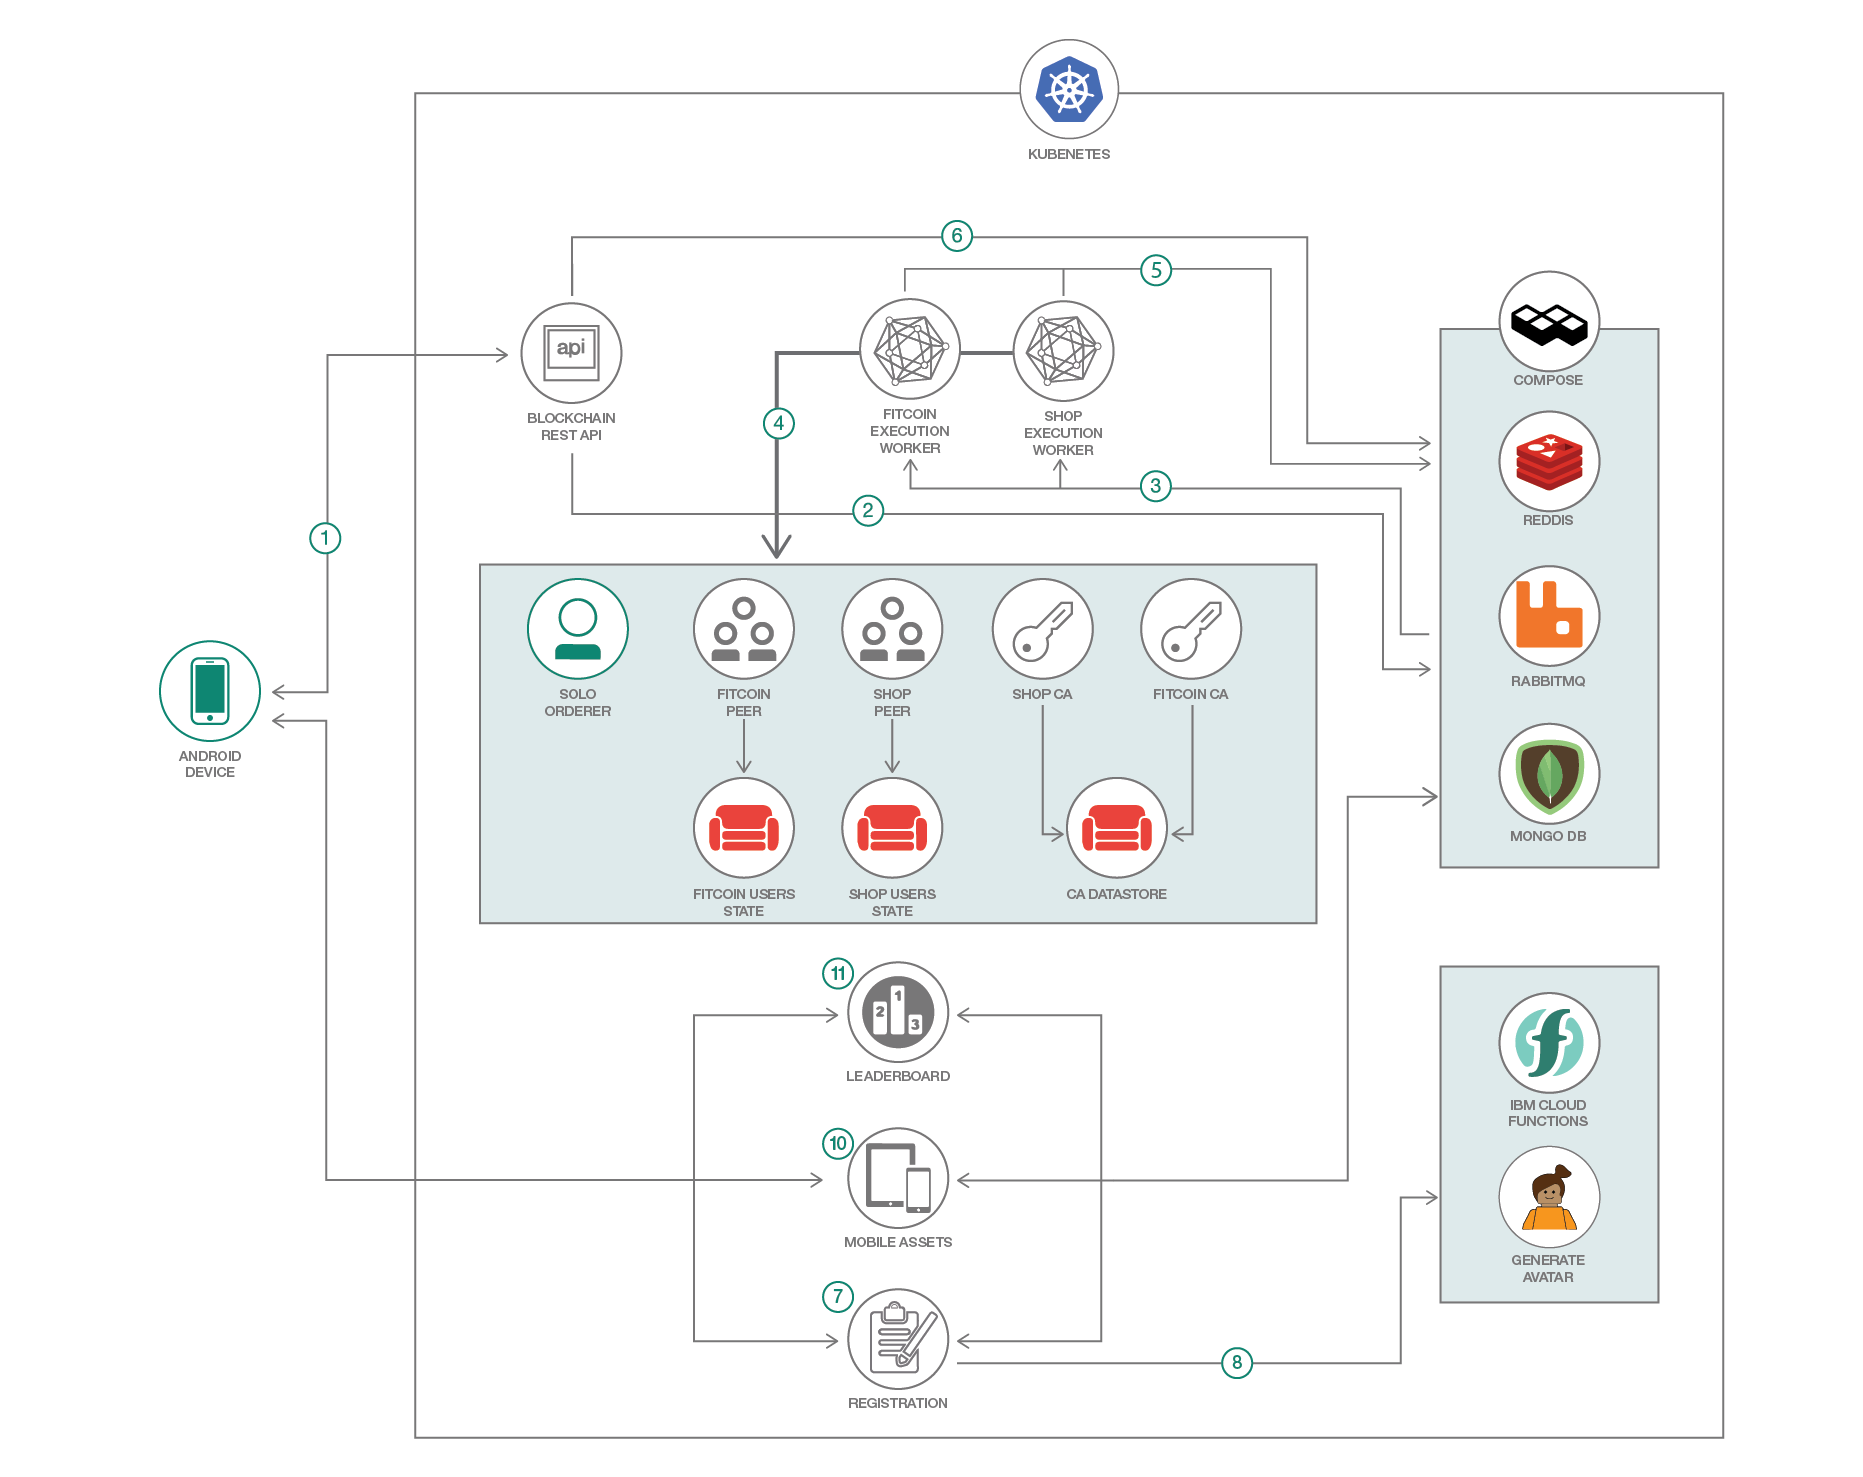 KUBENETES
6
5
api
BLOCKCHAIN
REST API
FITCOIN
EXECUTION
WORKER
SHOP
EXECUTION
WORKER
COMPOSE
4
REDDIS
3
2
1
SOLO
ORDERER
FITCOIN
PEER
SHOP
PEER
SHOP CA
FITCOIN CA
RABBITMQ
ANDROID
DEVICE
MONGO DB
FITCOIN USERS
STATE
SHOP USERS
STATE
CA DATASTORE
11
1
2
3
LEADERBOARD
IBM CLOUD
FUNCTIONS
10
MOBILE ASSETS
GENERATE
AVATAR
7
8
REGISTRATION